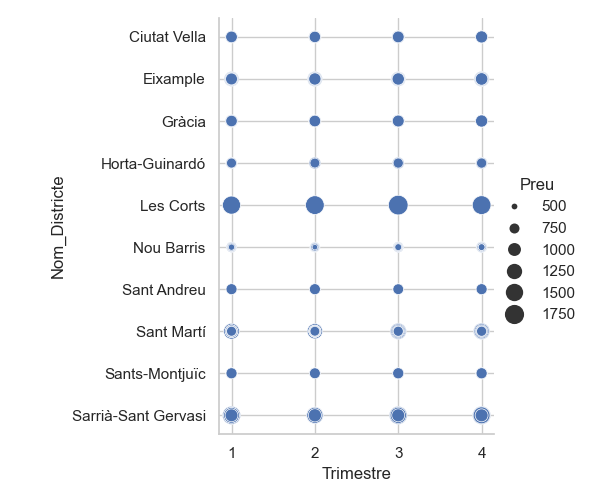 Nom_Districte
Ciutat Vella
Eixample
Gràcia
Horta-Guinardó
Les Corts
Nou Barris
Sant Andreu
Sant Martí
Sants-Montjuïc
Sarrià-Sant Gervasi
1 2 3 4
Trimestre
Preu
500
750
1000
1250
1500
1750